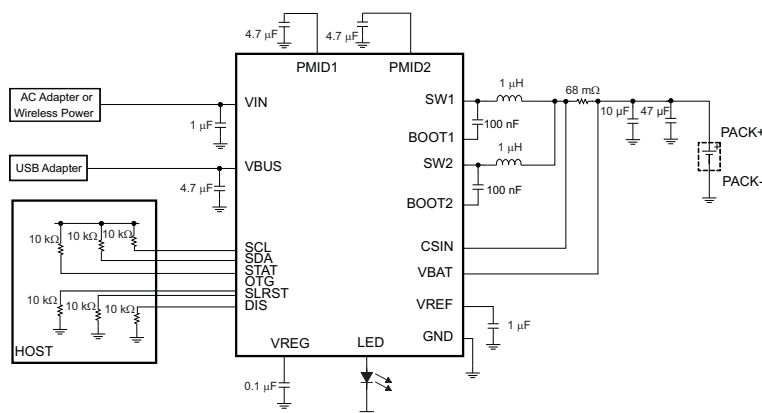 4.7 µF
4.7 µF
PMID1
PMID2
AC Adapter or
Wireless Power
VIN
1 µF
USB Adapter
VBUS
4.7 µF
SW1
1 µH
68 mΩ
100 nF
BOOT1
1 µH
SW2
100 nF
BOOT2
10 µF
47 µF
PACK+
+
PACK-
10 kΩ
10 kΩ
10 kΩ
SCL
SDA
STAT
OTG
SLRST
DIS
10 kΩ
10 kΩ
10 kΩ
HOST
CSIN
VBAT
VREF
1 µF
GND
VREG
LED
0.1 µF